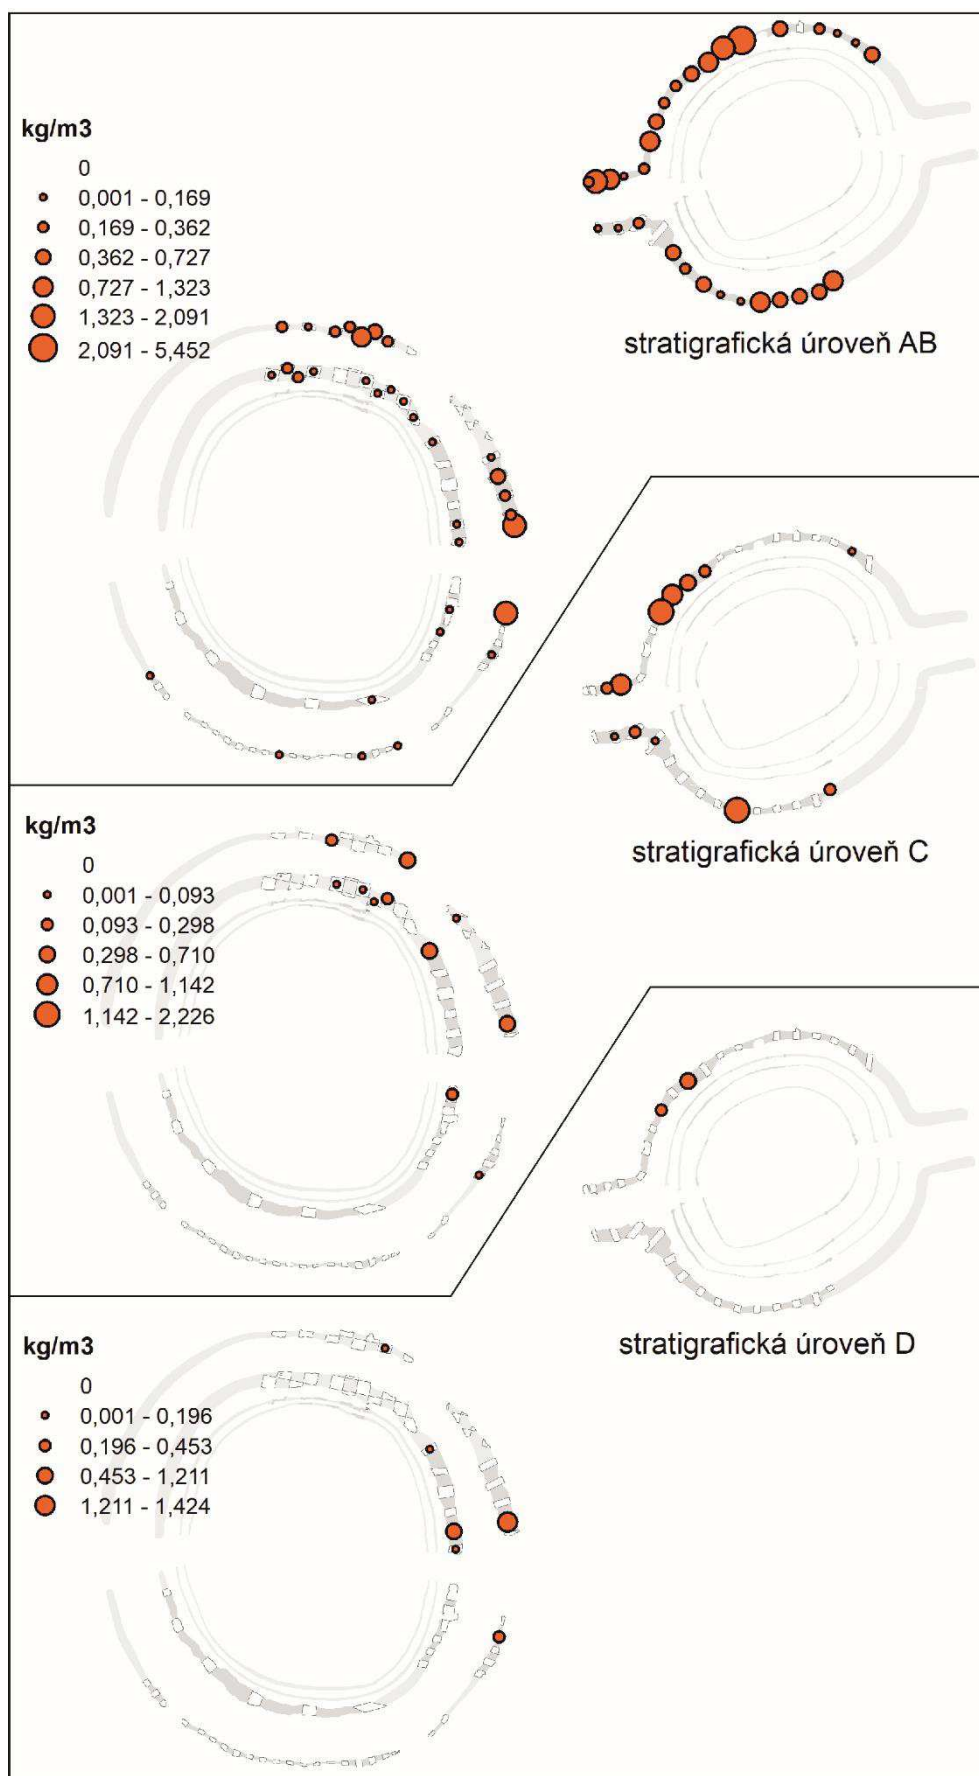 kg/m3
0
0,001 - 0,169
0,169 - 0,362
0,362 - 0,727
0,727 - 1,323
1,323 - 2,091
2,091 - 5,452
stratigrafická úroveň AB
kg/m3
0
0,001 - 0,093
0,093 - 0,298
0,298 - 0,710
0,710 - 1,142
1,142 - 2,226
stratigrafická úroveň C
kg/m3
0
0,001 - 0,196
0,196 - 0,453
0,453 - 1,211
1,211 - 1,424
stratigrafická úroveň D